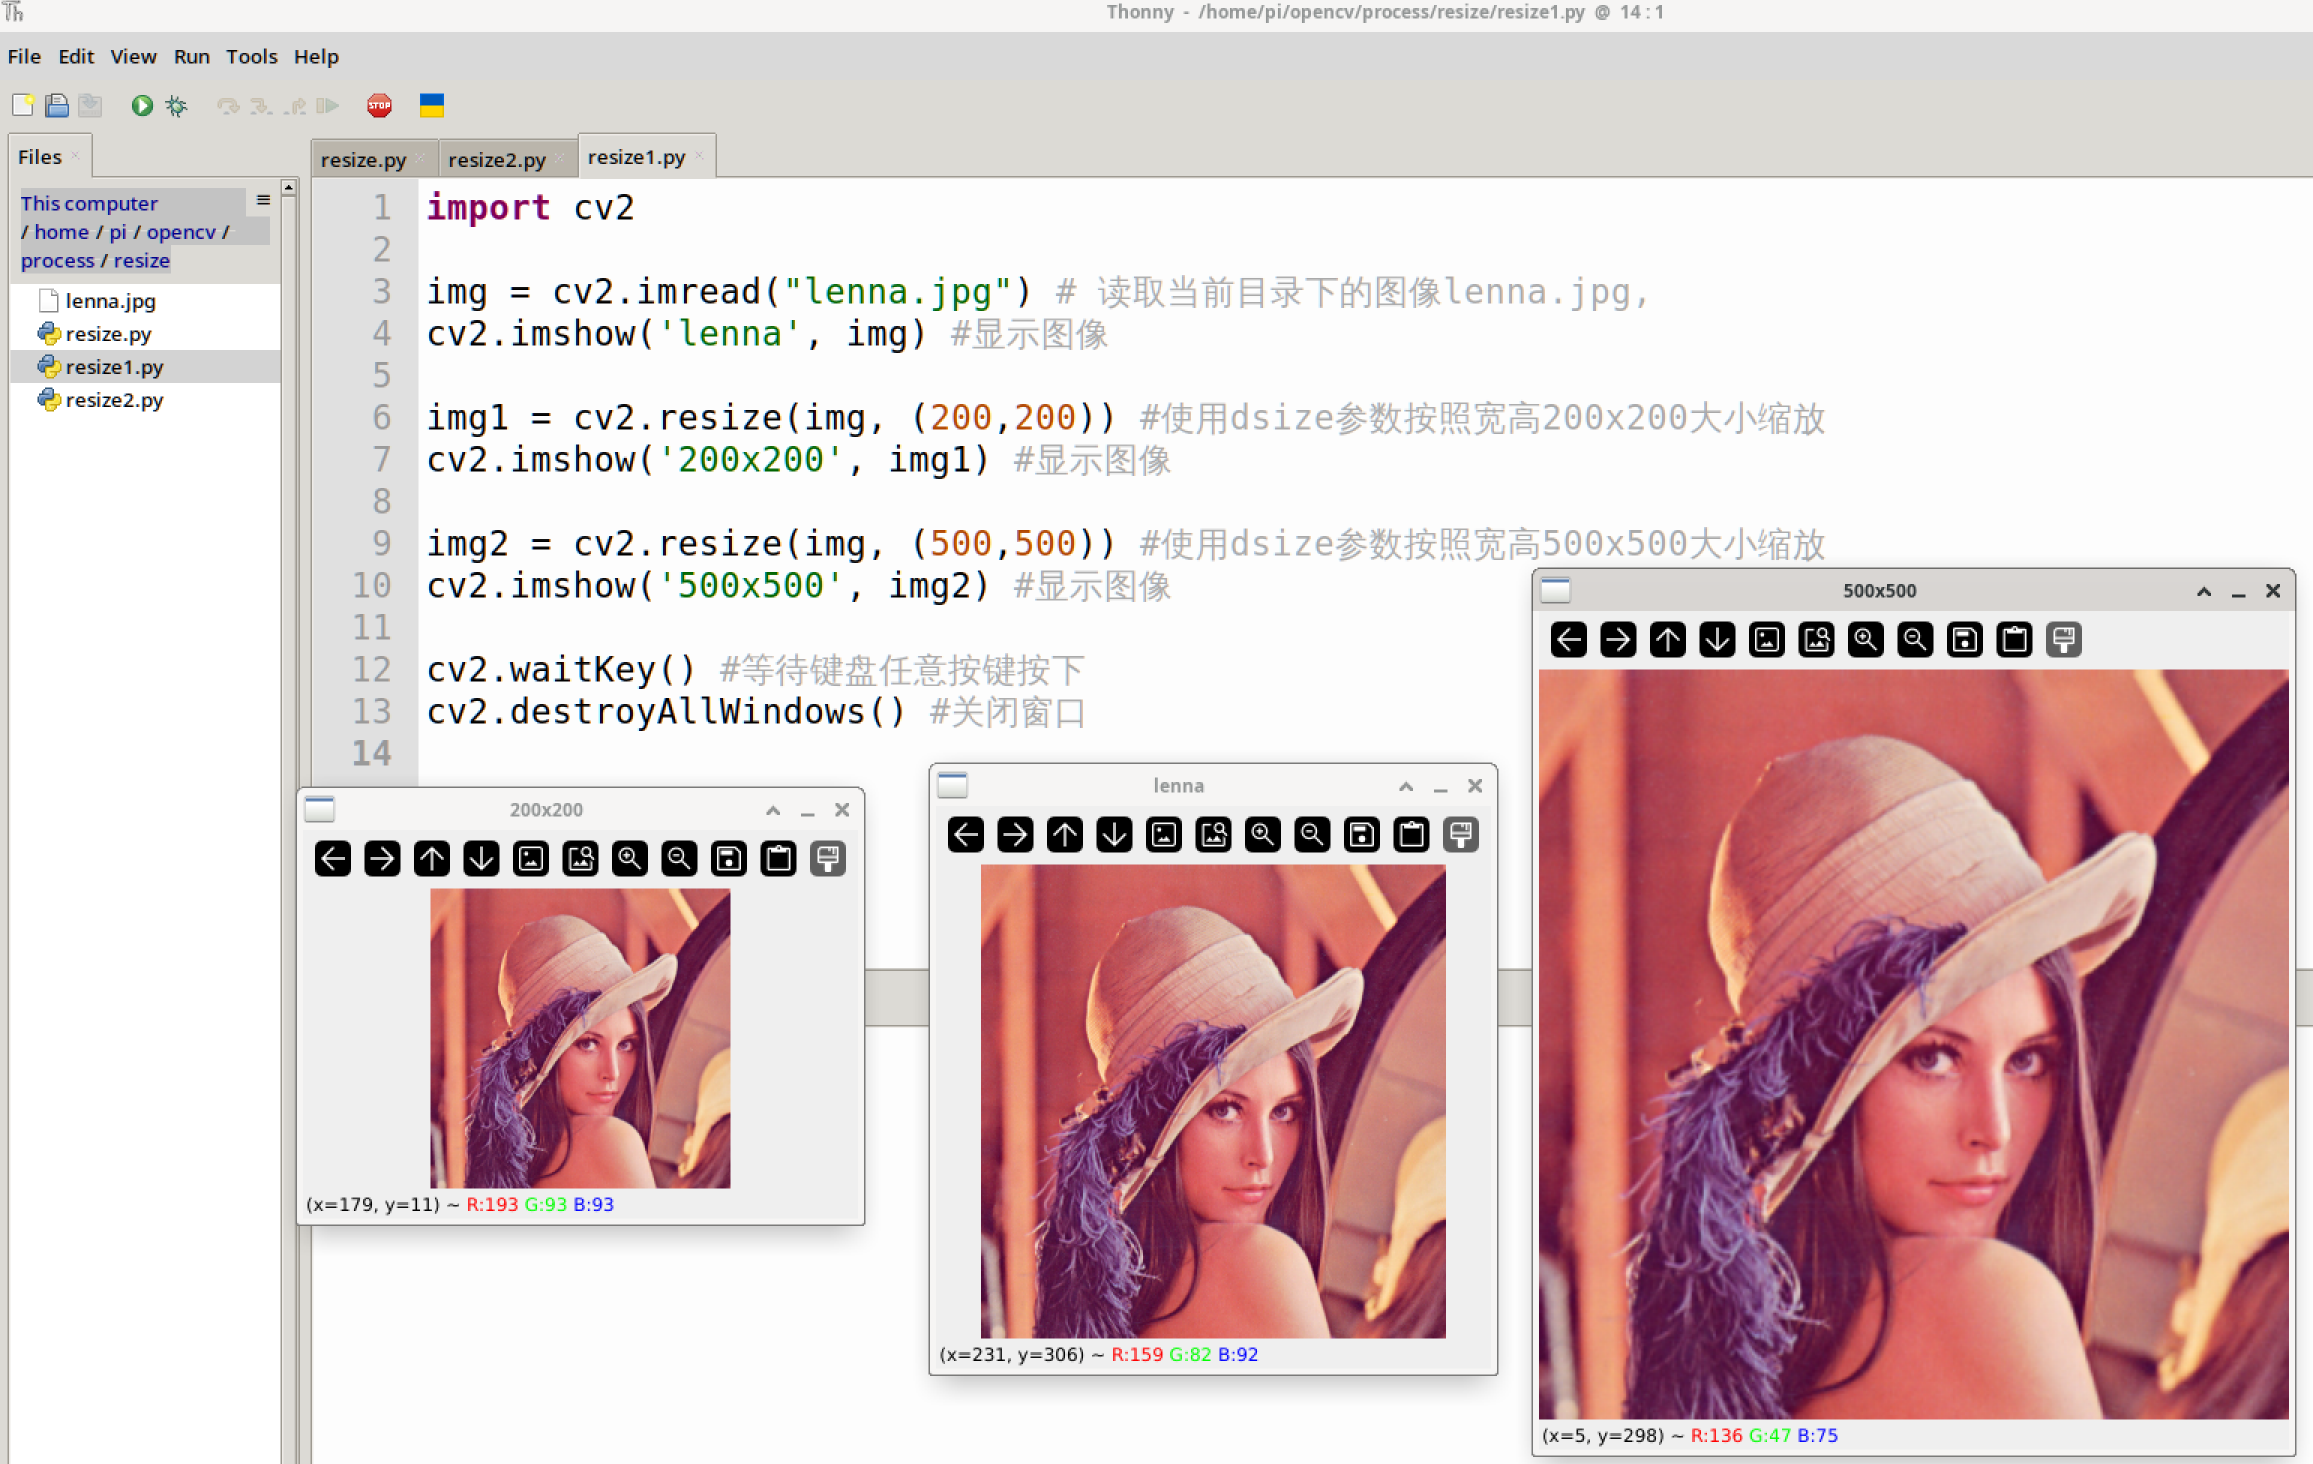 Thonny - /home/pi/opencv/process/resize/resize1.py @ 14 : 1
File Edit View Run Tools Help
STOP
Files
This computer
/ home / pi / opencv /
process / resize
lenna.jpg
resize.py
resize1.py
resize2.py
resize.py resize2.py resize1.py
1 import cv2
2
3 img = cv2.imread("lenna.jpg") # 读取当前目录下的图像lenna.jpg,
4 cv2.imshow('lenna', img) #显示图像
5
6 img1 = cv2.resize(img, (200,200)) #使用dsize参数按照宽高200x200大小缩放
7 cv2.imshow('200x200', img1) #显示图像
8
9 img2 = cv2.resize(img, (500,500)) #使用dsize参数按照宽高500x500大小缩放
10 cv2.imshow('500x500', img2) #显示图像
11
12 cv2.waitKey() #等待键盘任意按键按下
13 cv2.destroyAllWindows() #关闭窗口
14
200x200
(x=179, y=11) ~ R:193 G:93 B:93
lenna
(x=231, y=306) ~ R:159 G:82 B:92
500x500
(x=5, y=298) ~ R:136 G:47 B:75